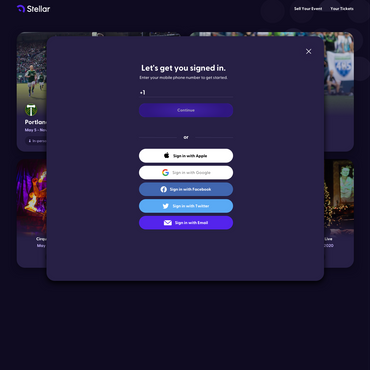 Stellar
Sell Your Event
Your Tickets
Let's get you signed in.
Enter your mobile phone number to get started.
+1
Continue
or
Sign in with Apple
Sign in with Google
Sign in with Facebook
Sign in with Twitter
Sign in with Email
Portlan
May 5 - Nov
In perso
Cirq
May
Live
2020